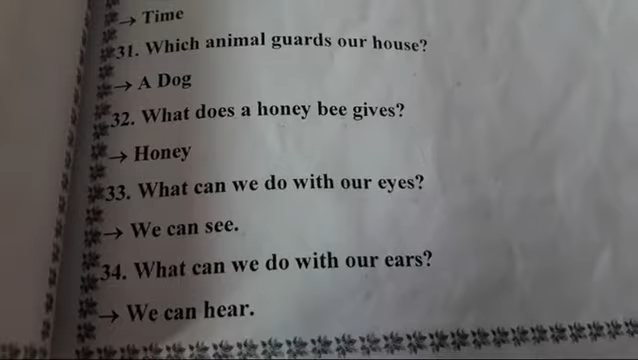 → Time
31. Which animal guards our house?
→ A Dog
32. What does a honey bee gives?
→ Honey
33. What can we do with our eyes?
→ We can see.
34. What can we do with our ears?
→ We can hear.